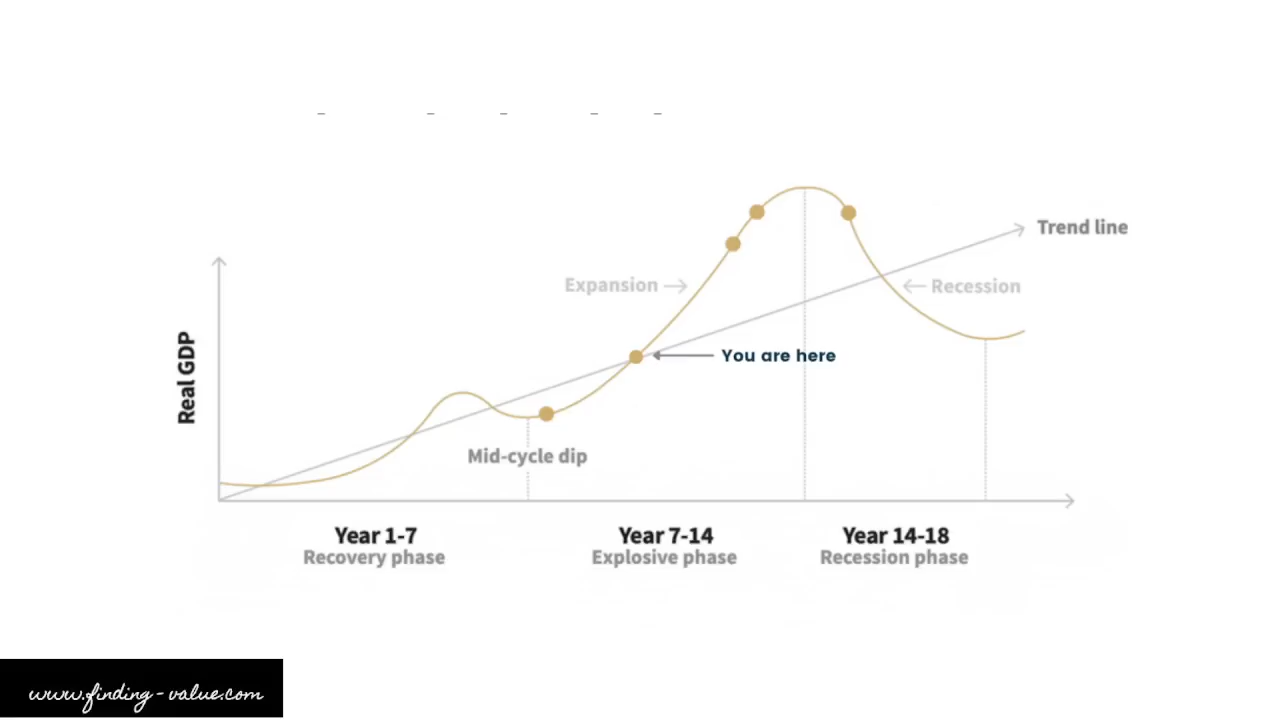 Trend line
Expansion
Recession
You are here
Real GDP
Mid-cycle dip
Year 1-7
Recovery phase
Year 7-14
Explosive phase
Year 14-18
Recession phase
www.finding-value.com